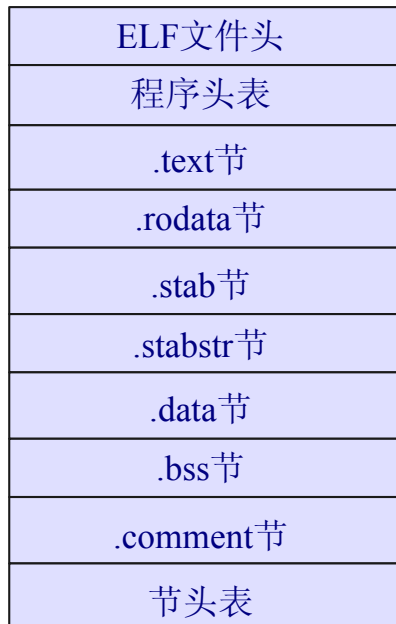 ELF文件头
程序头表
.text节
.rodata节
.stab节
.stabstr节
.data节
.bss节
.comment节
节头表